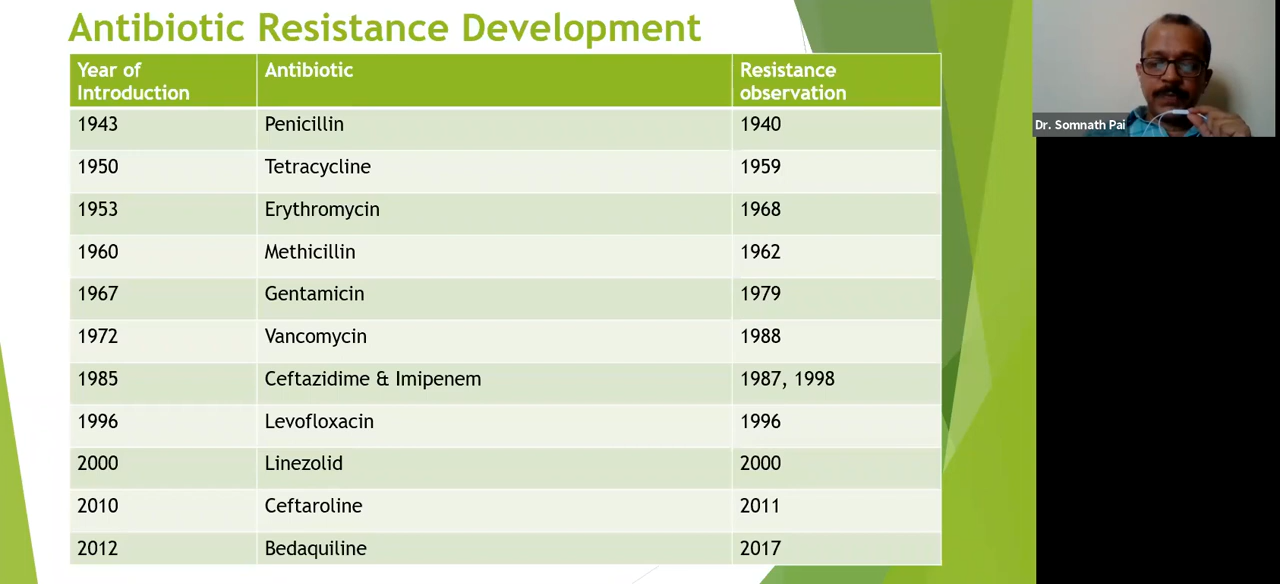 Antibiotic Resistance Development
Year of Introduction Antibiotic Resistance observation
1943 Penicillin 1940
1950 Tetracycline 1959
1953 Erythromycin 1968
1960 Methicillin 1962
1967 Gentamicin 1979
1972 Vancomycin 1988
1985 Ceftazidime & Imipenem 1987, 1998
1996 Levofloxacin 1996
2000 Linezolid 2000
2010 Ceftaroline 2011
2012 Bedaquiline 2017
Dr. Somnath Pai